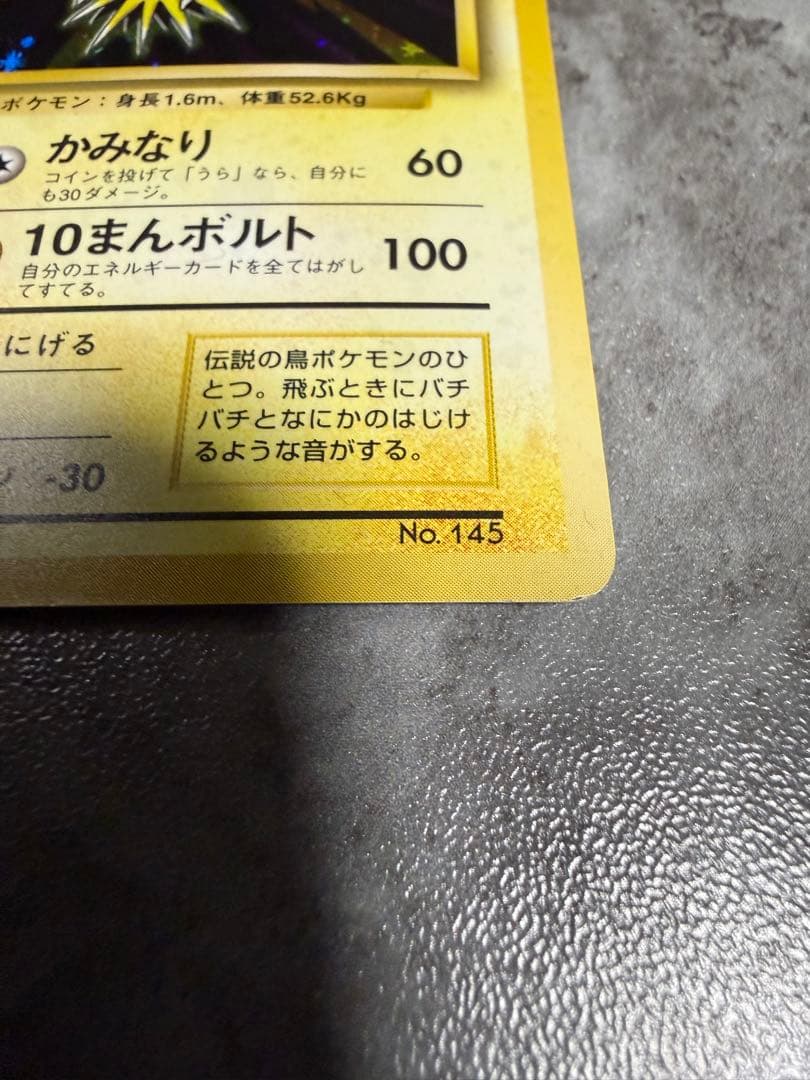 ポケモン：身長1.6m、体重52.6Kg
かみなり 60
コインを投げて「うら」なら、自分に
も30ダメージ。
10まんボルト 100
自分のエネルギーカードを全てはがし
てすてる。
にげる
伝説の鳥ポケモンのひ
とつ。飛ぶときにバチ
バチとなにかのはじけ
るような音がする。
-30
No. 145